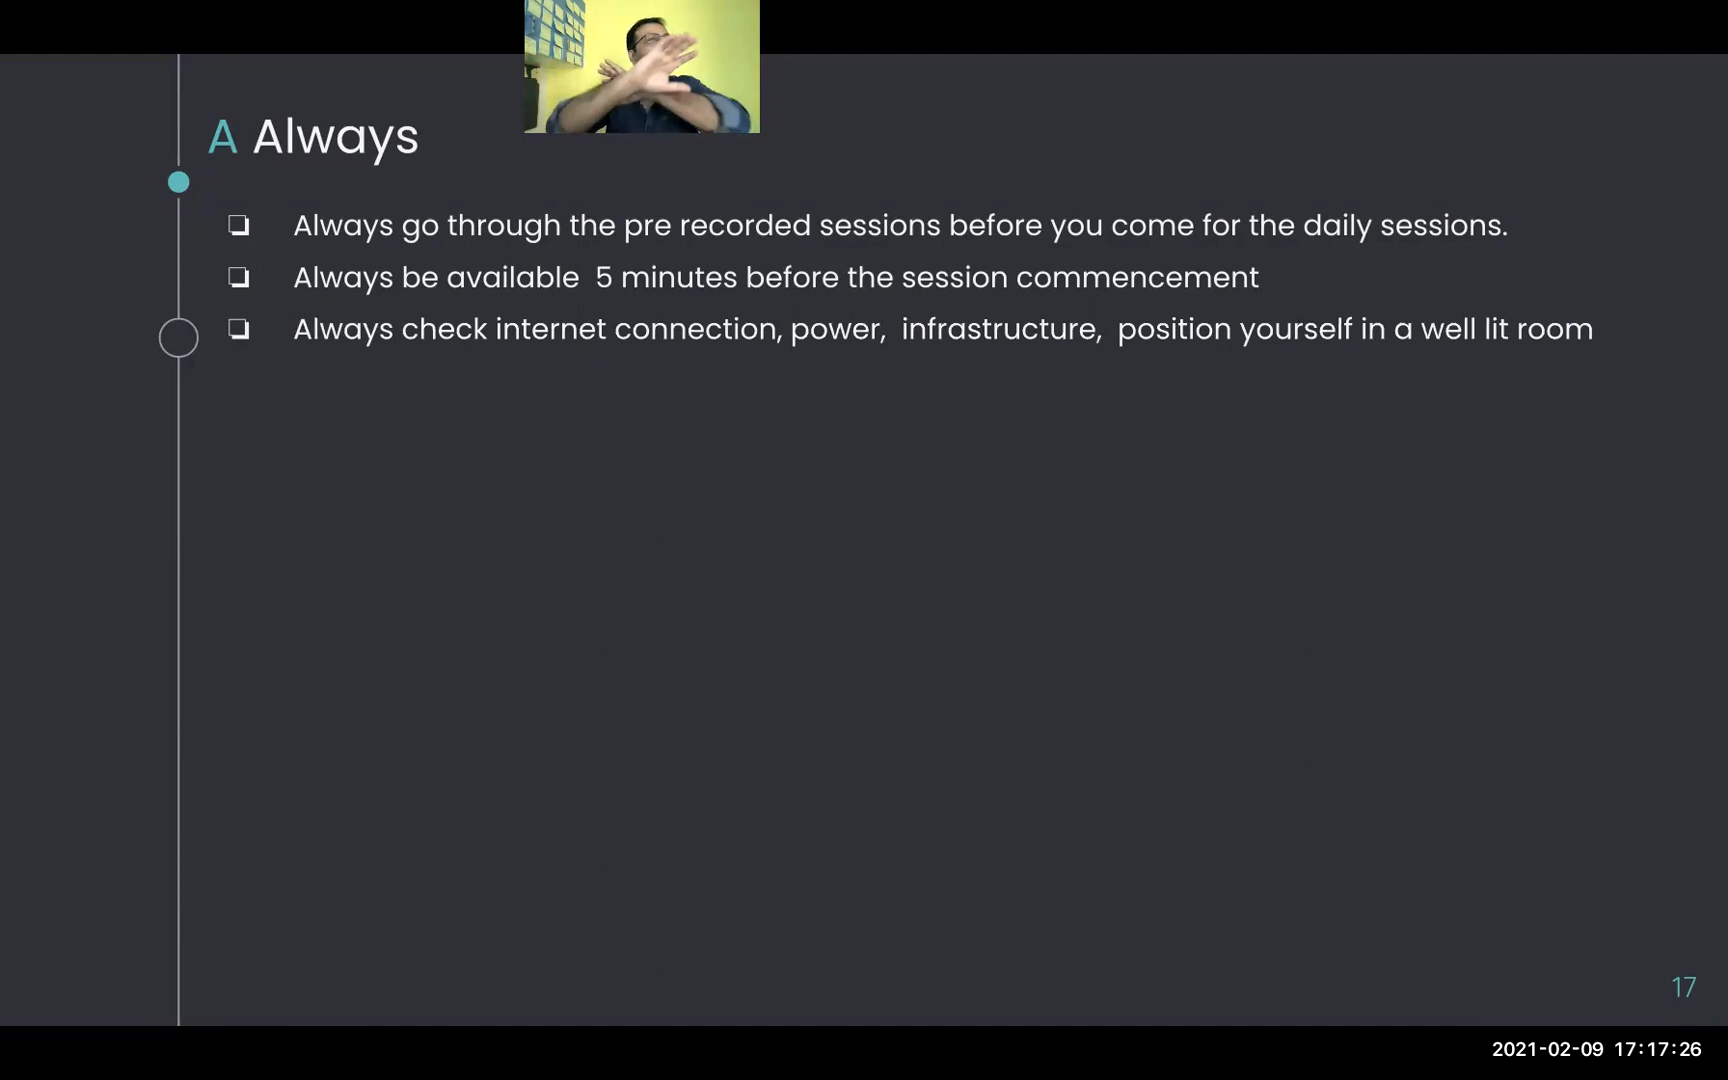 A Always
Always go through the pre recorded sessions before you come for the daily sessions.
Always be available  5 minutes before the session commencement
Always check internet connection, power,  infrastructure,  position yourself in a well lit room
17
2021-02-09 17:17:26